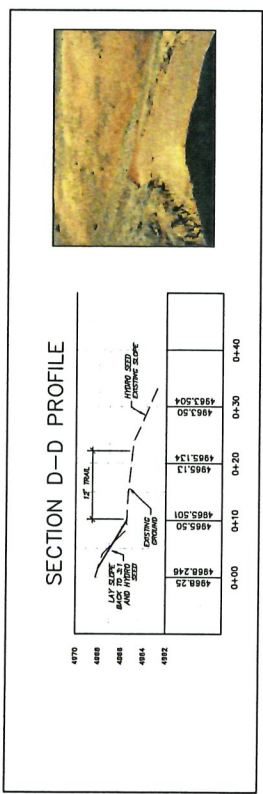 SECTION D-D PROFILE
4970
4968
4966
4964
4962
12' TRAIL
LAY SLOPE
BACK TO 2:1
AND HYDRO
SEED
EXISTING
GROUND
HYDRO SEED
EXISTING SLOPE
4968.25
4968.246
4965.50
4965.501
4965.13
4965.134
4963.50
4963.504
0+00
0+10
0+20
0+30
0+40